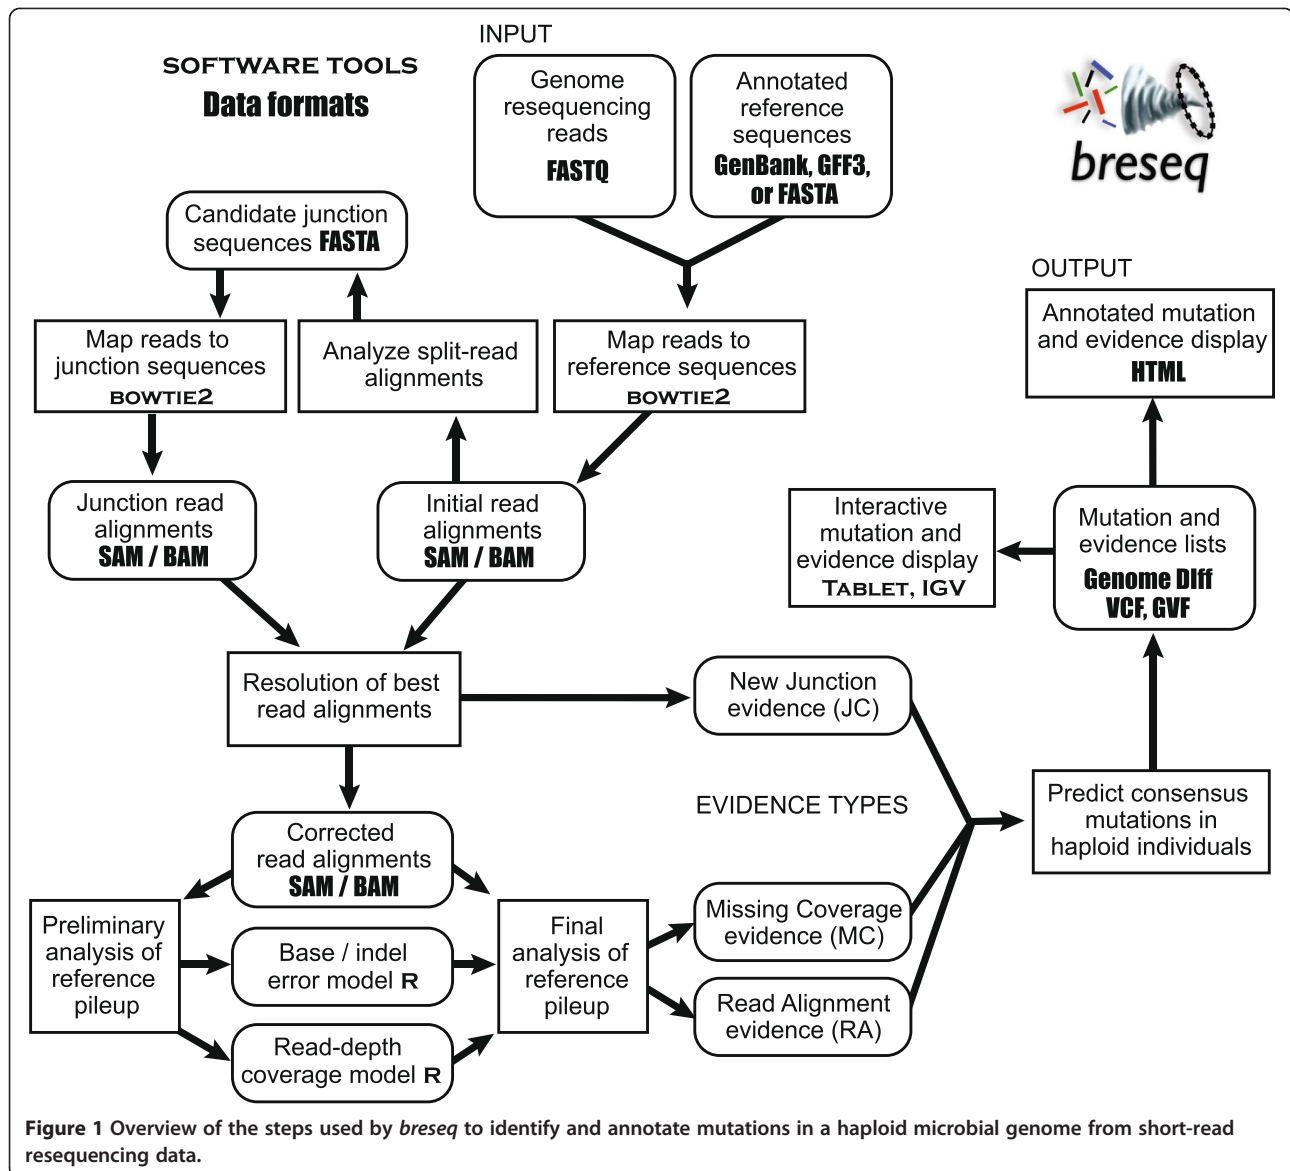 INPUT
SOFTWARE TOOLS
Data formats
Genome
resequencing
reads
FASTQ
Annotated
reference
sequences
GenBank, GFF3,
or FASTA
breseq
Candidate junction
sequences FASTA
OUTPUT
Map reads to
junction sequences
BOWTIE2
Analyze split-read
alignments
Map reads to
reference sequences
BOWTIE2
Annotated mutation
and evidence display
HTML
Junction read
alignments
SAM / BAM
Initial read
alignments
SAM / BAM
Interactive
mutation and
evidence display
TABLET, IGV
Mutation and
evidence lists
Genome DIff
VCF, GVF
Resolution of best
read alignments
New Junction
evidence (JC)
EVIDENCE TYPES
Predict consensus
mutations in
haploid individuals
Corrected
read alignments
SAM / BAM
Preliminary
analysis of
reference
pileup
Base / indel
error model R
Read-depth
coverage model R
Final
analysis of
reference
pileup
Missing Coverage
evidence (MC)
Read Alignment
evidence (RA)
Figure 1 Overview of the steps used by breseq to identify and annotate mutations in a haploid microbial genome from short-read
resequencing data.